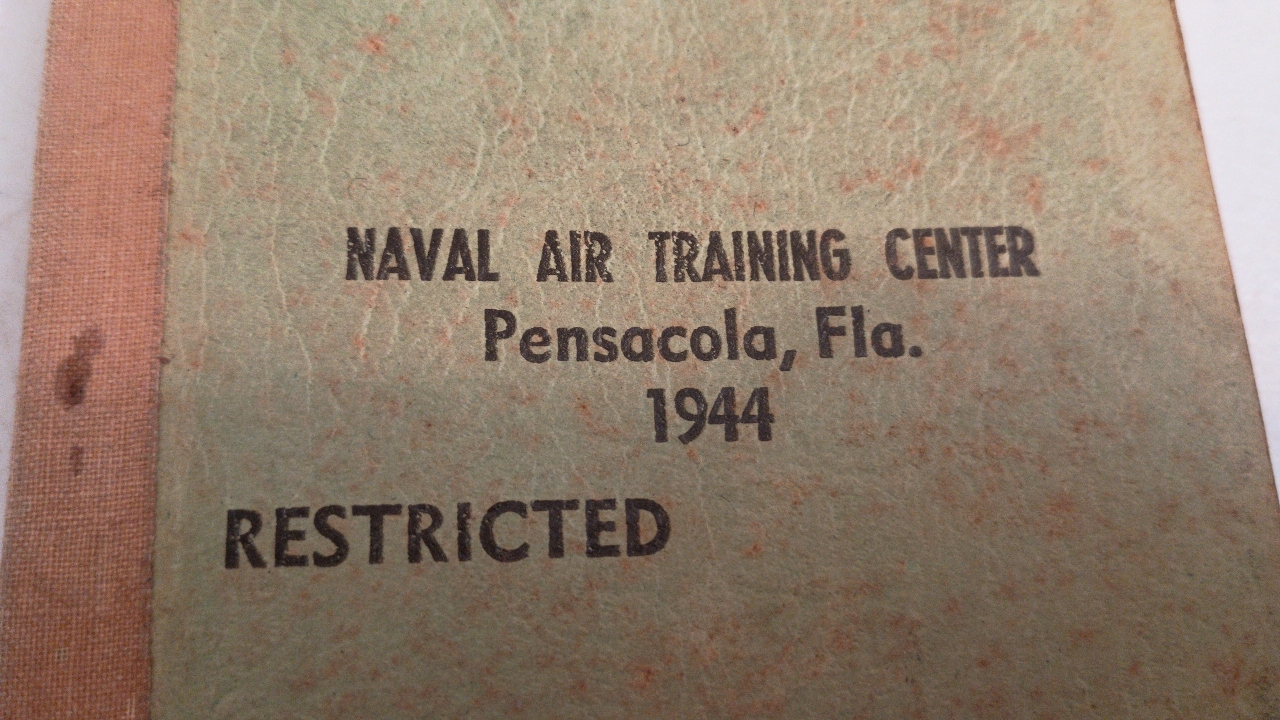 NAVAL AIR TRAINING CENTER
Pensacola, Fla.
1944
RESTRICTED